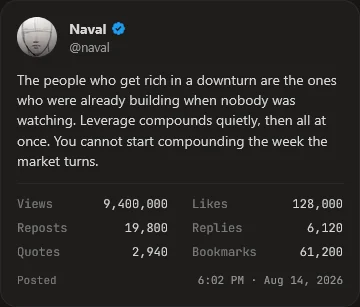 Naval
@naval
The people who get rich in a downturn are the ones
who were already building when nobody was
watching. Leverage compounds quietly, then all at
once. You cannot start compounding the week the
market turns.
Views 9,400,000 Likes 128,000
Reposts 19,800 Replies 6,120
Quotes 2,940 Bookmarks 61,200
Posted 6:02 PM · Aug 14, 2026